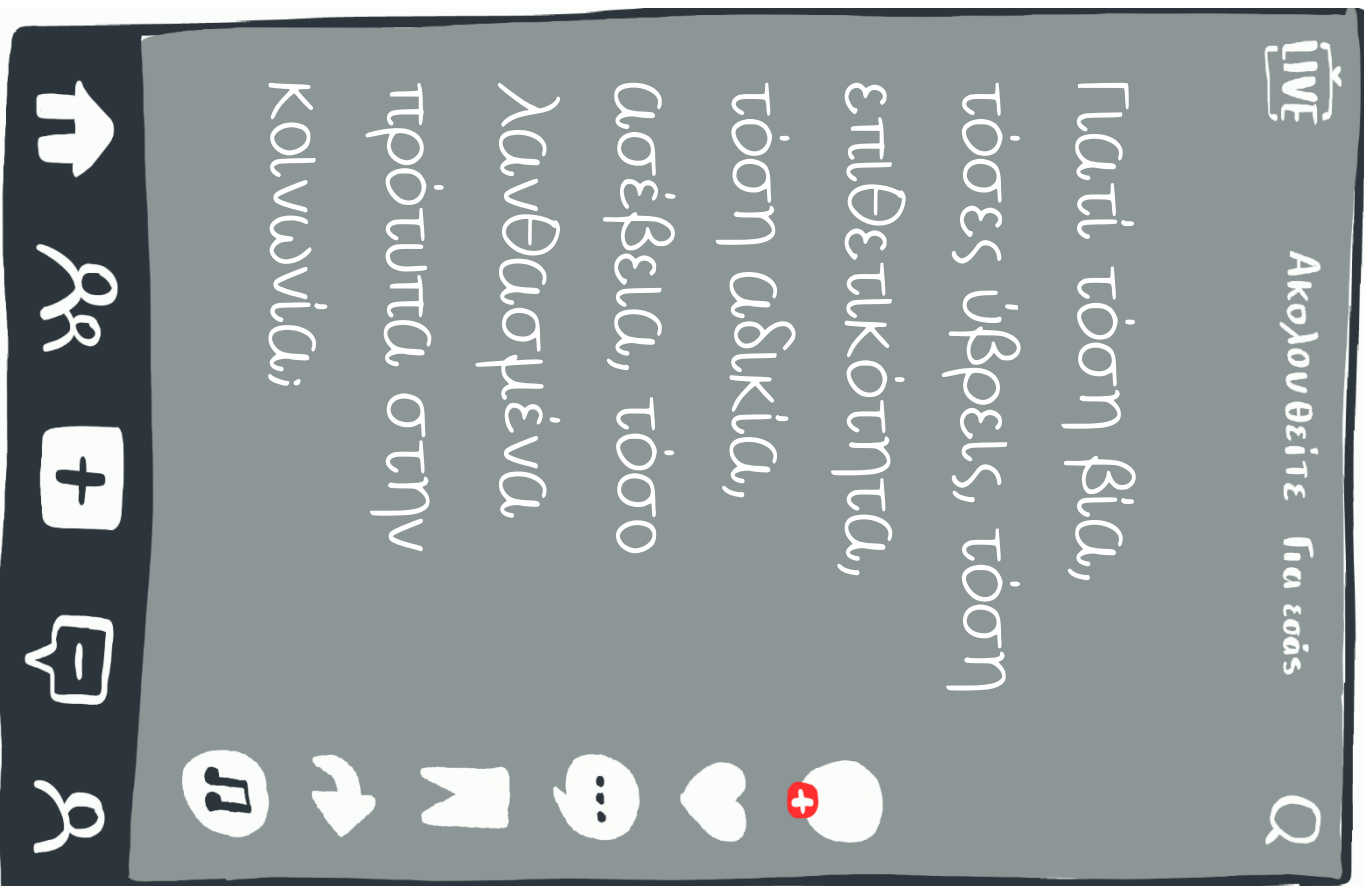 LIVE
Ακολουθείτε Για εσάς
Γιατί τόση βία,
τόσες ύβρεις, τόση
επιθετικότητα,
τόση αδικία,
ασέβεια, τόσο
λανθασμένα
πρότυπα στην
κοινωνία;